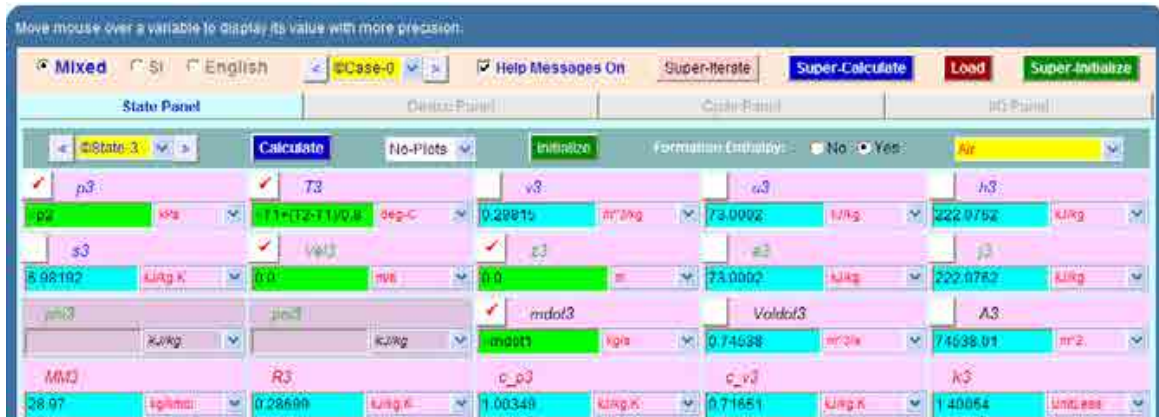 Move mouse over a variable to display its value with more precision.
Mixed SI English < ©Case-0 > Help Messages On Super-Iterate Super-Calculate Load Super-Initialize
State Panel Device Panel Cycle Panel I/O Panel
< ©State-3 > Calculate No-Plots Initialize Formation Enthalpy: No Yes Air
p3 T3 v3 u3 h3
=p2 kPa =T1+(T2-T1)/0.8 deg-C 0.29815 m^3/kg 73.0002 kJ/kg 222.0762 kJ/kg
s3 Vel3 z3 e3 j3
6.98192 kJ/kg.K 0.0 m/s 0.0 m 73.0002 kJ/kg 222.0762 kJ/kg
phi3 psi3 mdot3 Voldot3 A3
kJ/kg kJ/kg =mdot1 kg/s 0.74538 m^3/s 74538.01 m^2
MM3 R3 c_p3 c_v3 k3
28.97 kg/kmol 0.28699 kJ/kg.K 1.00349 kJ/kg.K 0.71651 kJ/kg.K 1.40054 UnitLess